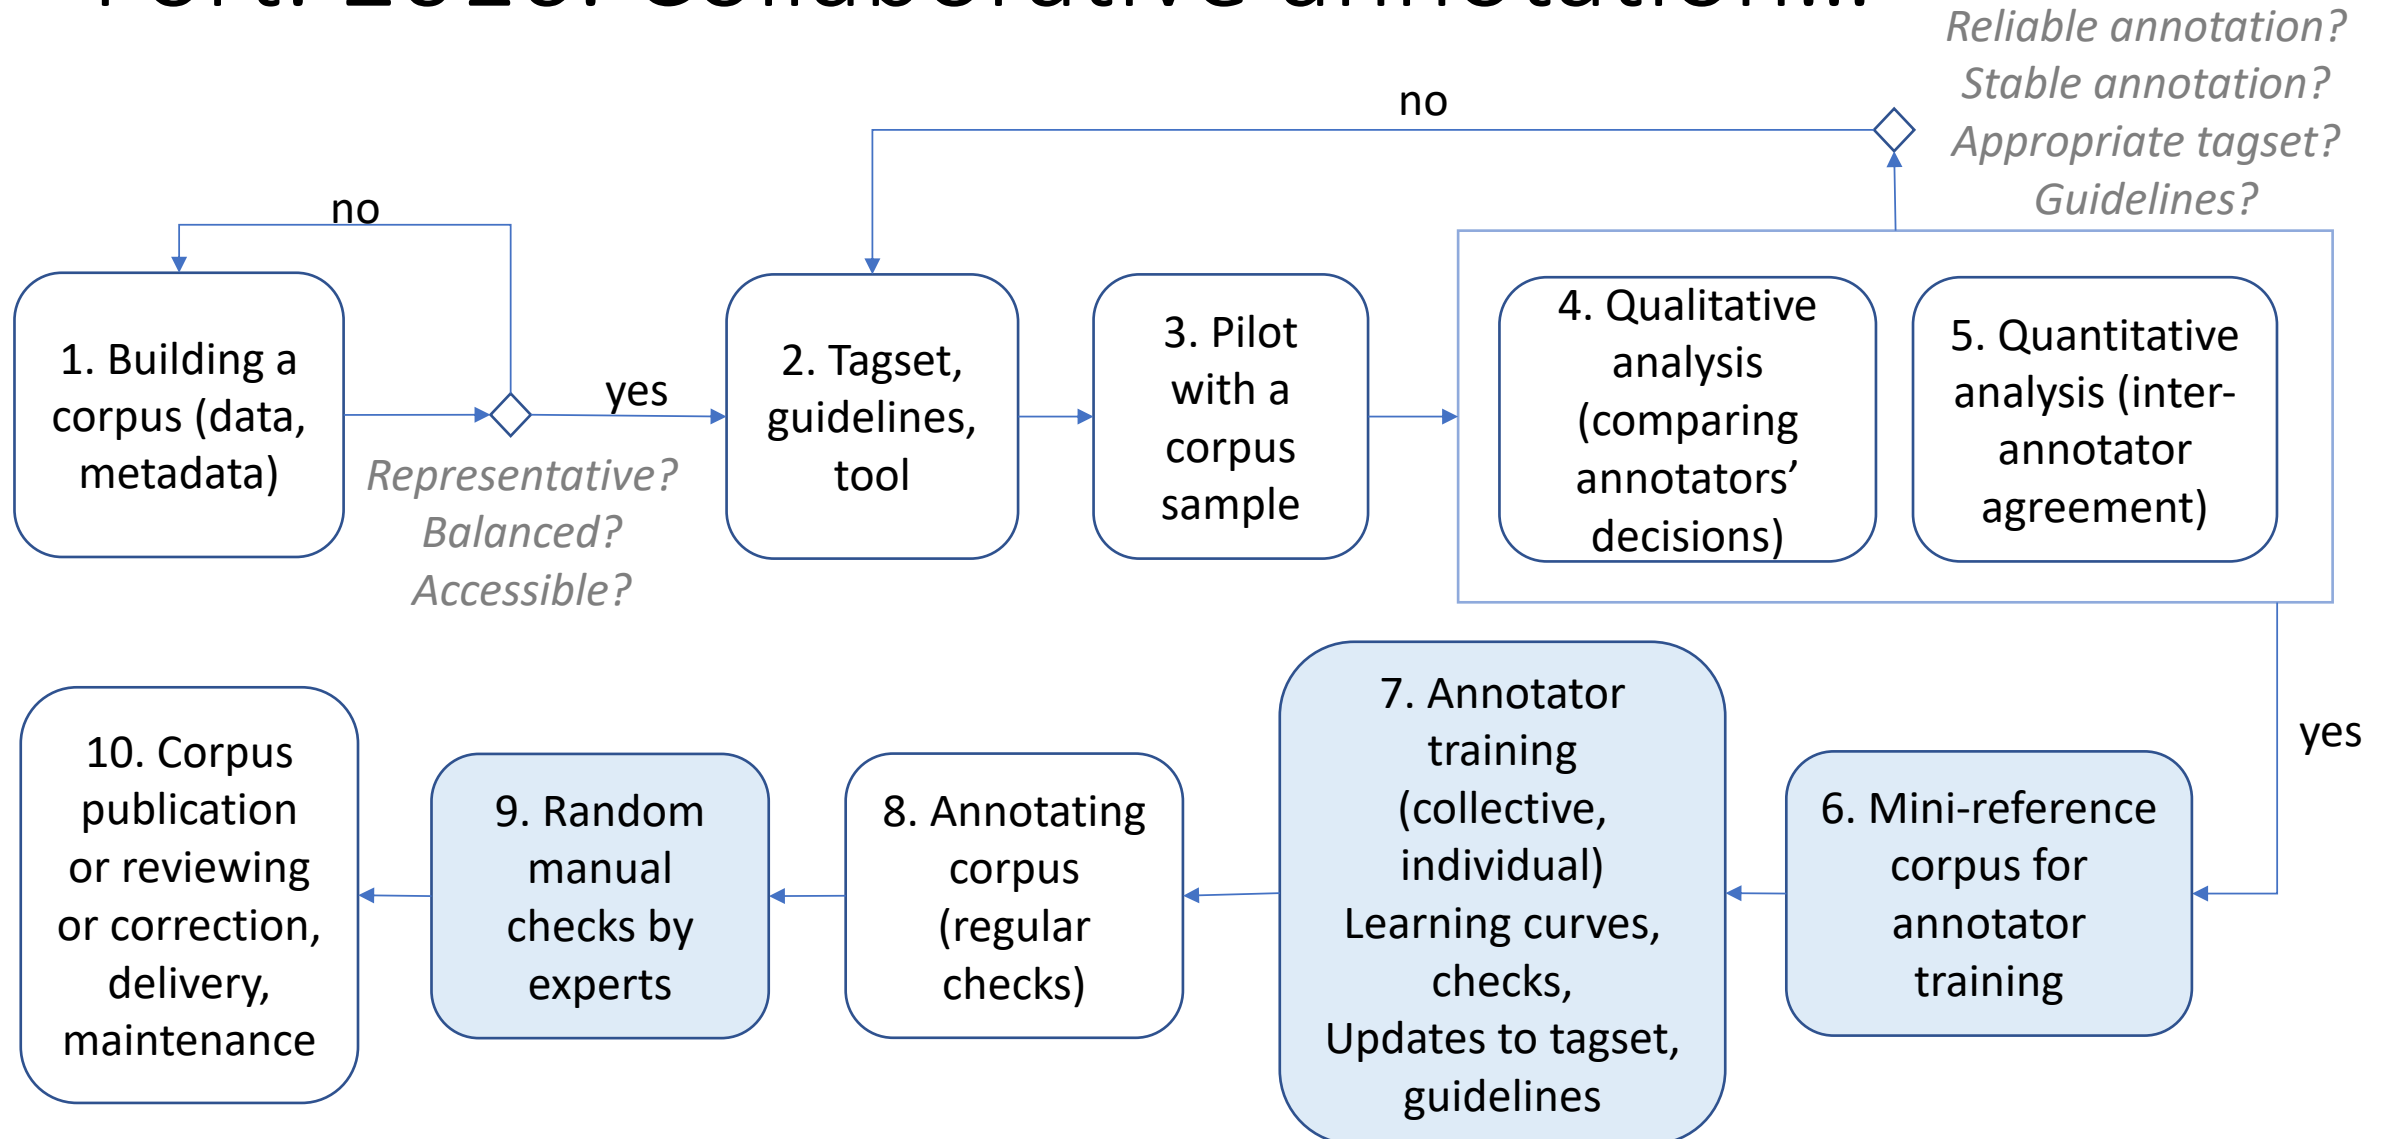 Fort: 2016: Collaborative annotation...
Reliable annotation?
Stable annotation?
Appropriate tagset?
Guidelines?
no
no
1. Building a
corpus (data,
metadata)
yes
Representative?
Balanced?
Accessible?
2. Tagset,
guidelines,
tool
3. Pilot
with a
corpus
sample
4. Qualitative
analysis
(comparing
annotators’
decisions)
5. Quantitative
analysis (inter-
annotator
agreement)
yes
6. Mini-reference
corpus for
annotator
training
7. Annotator
training
(collective,
individual)
Learning curves,
checks,
Updates to tagset,
guidelines
8. Annotating
corpus
(regular
checks)
9. Random
manual
checks by
experts
10. Corpus
publication
or reviewing
or correction,
delivery,
maintenance